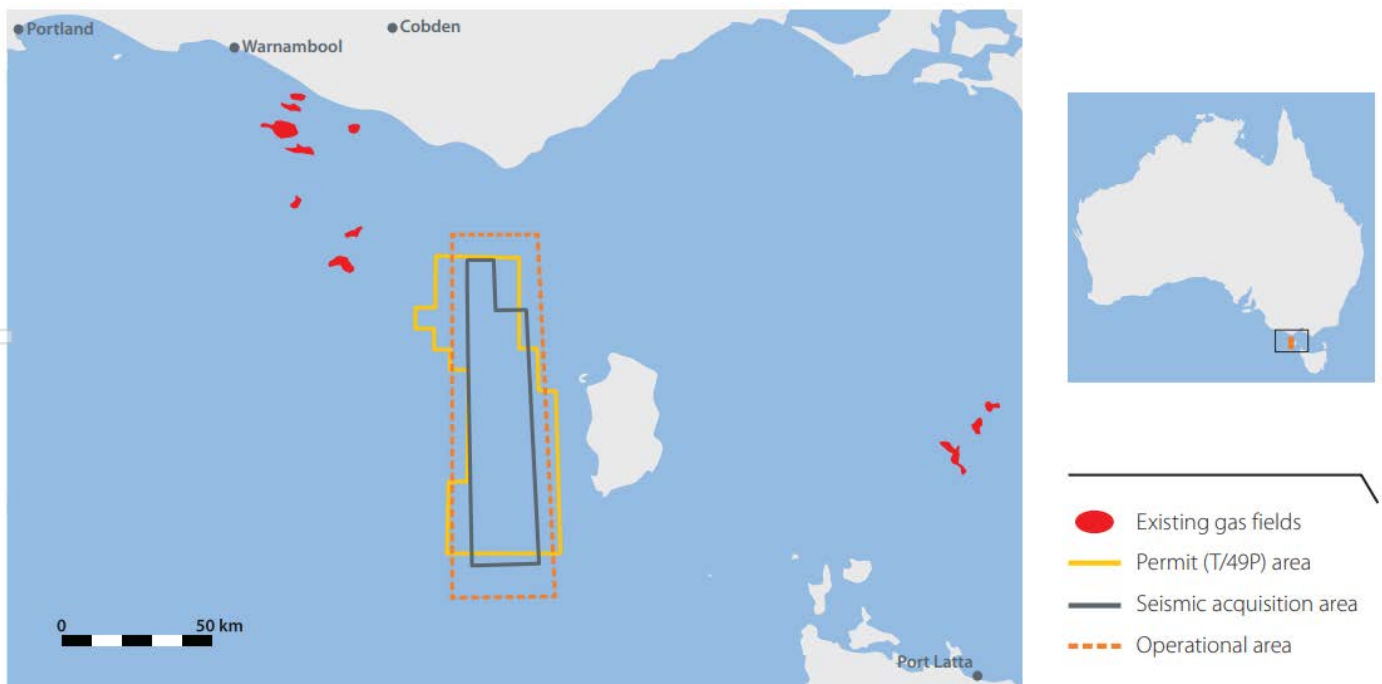 Portland
Cobden
Warnambool
0 50 km
Port Latta
Existing gas fields
Permit (T/49P) area
Seismic acquisition area
Operational area